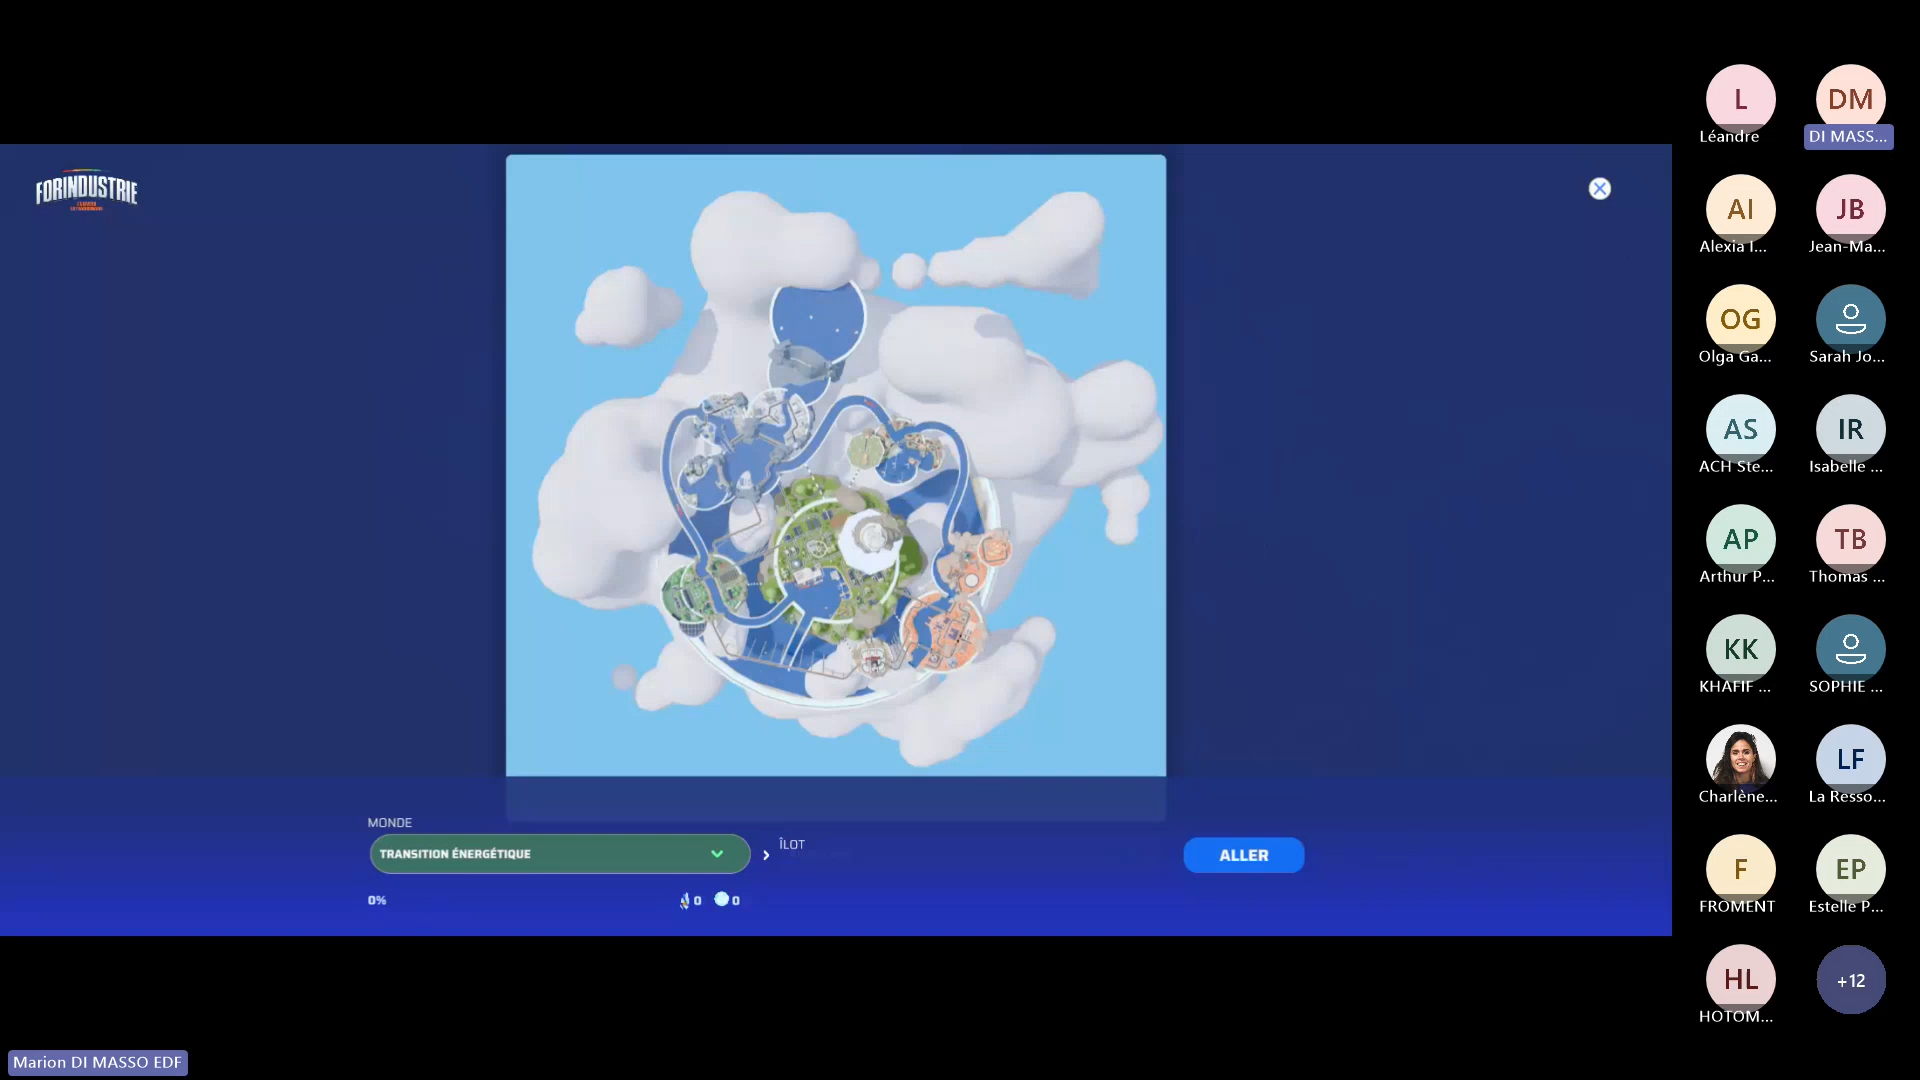 FORINDUSTRIE
L'UNIVERS
EXTRAORDINAIRE
MONDE
TRANSITION ÉNERGÉTIQUE
ÎLOT
ALLER
0%
0
0
L
Léandre
DM
DI MASS...
AI
Alexia I...
JB
Jean-Ma...
OG
Olga Ga...
Sarah Jo...
AS
ACH Ste...
IR
Isabelle ...
AP
Arthur P...
TB
Thomas ...
KK
KHAFIF ...
SOPHIE ...
Charlène...
LF
La Resso...
F
FROMENT
EP
Estelle P...
HL
HOTOM...
+12
Marion DI MASSO EDF